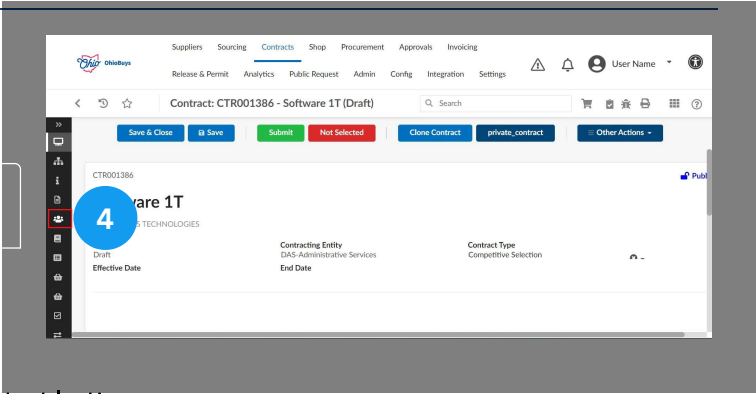 Suppliers Sourcing Contracts Shop Procurement Approvals Invoicing
Ohio OhioBuys
User Name
Release & Permit Analytics Public Request Admin Config Integration Settings
Contract: CTR001386 - Software 1T (Draft)
Search
Save & Close Save Submit Not Selected Clone Contract private_contract Other Actions
CTR001386
Publ
ware 1T
4
TECHNOLOGIES
Contracting Entity Contract Type
Draft DAS-Administrative Services Competitive Selection
Effective Date End Date